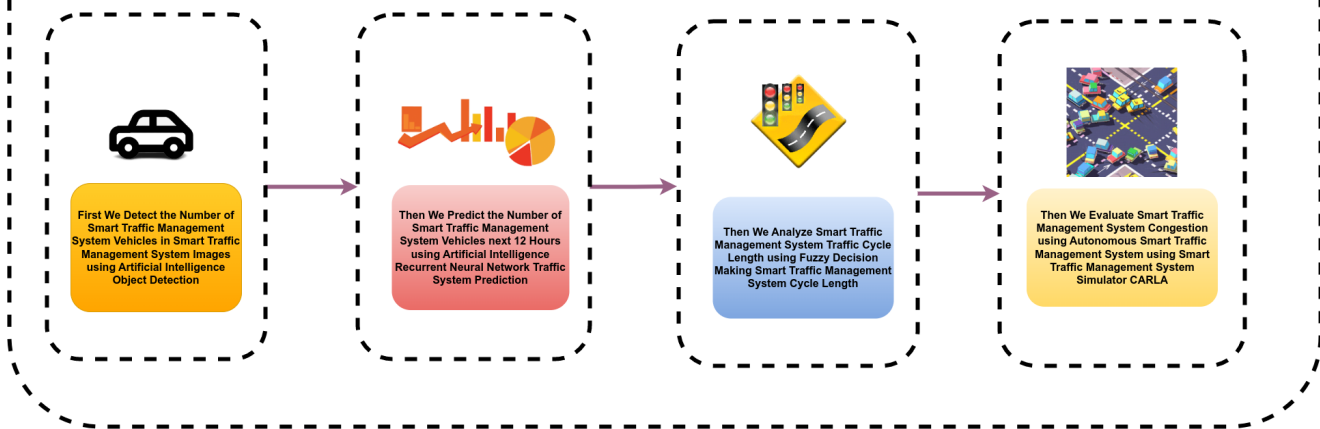 First We Detect the Number of
Smart Traffic Management
System Vehicles in Smart Traffic
Management System Images
using Artificial Intelligence
Object Detection
Then We Predict the Number of
Smart Traffic Management
System Vehicles next 12 Hours
using Artificial Intelligence
Recurrent Neural Network Traffic
System Prediction
Then We Analyze Smart Traffic
Management System Traffic Cycle
Length using Fuzzy Decision
Making Smart Traffic Management
System Cycle Length
Then We Evaluate Smart Traffic
Management System Congestion
using Autonomous Smart Traffic
Management System using Smart
Traffic Management System
Simulator CARLA